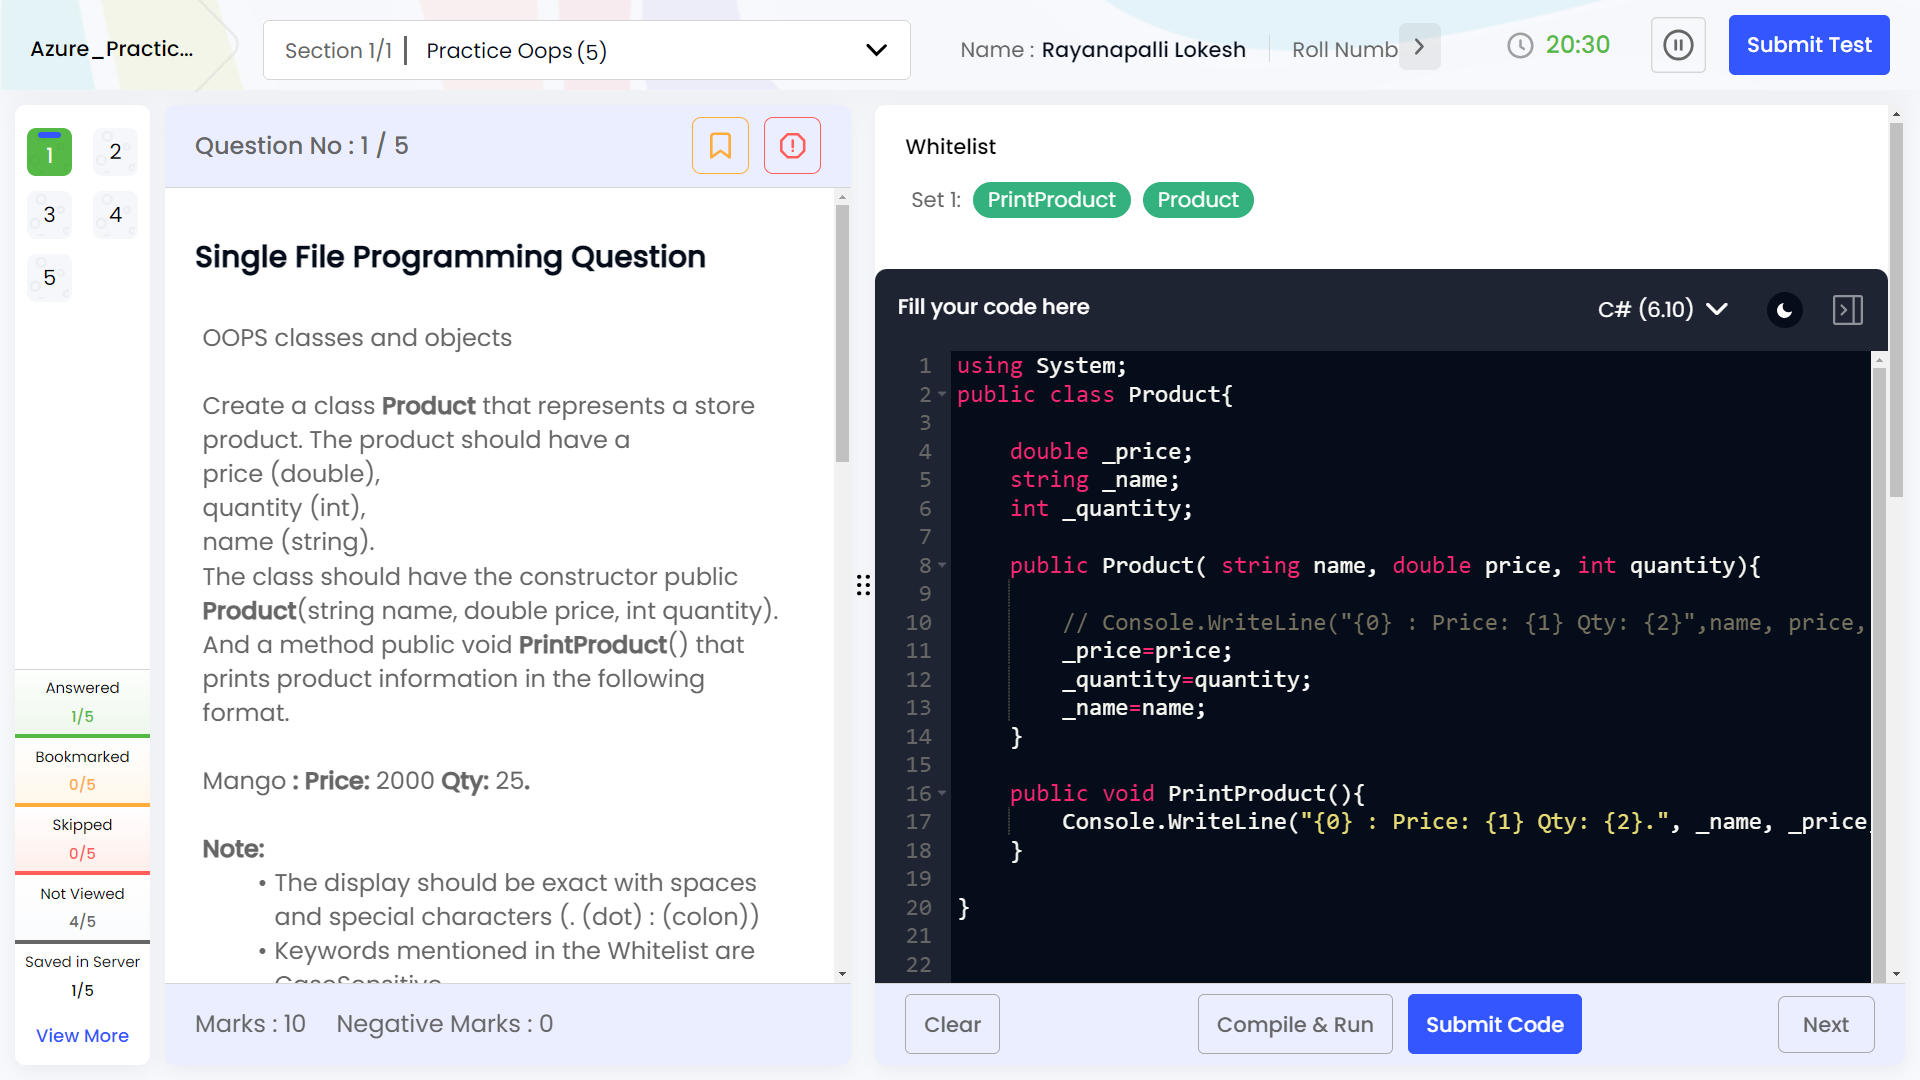 Azure_Practic...
Section 1/1 | Practice Oops (5)
Name : Rayanapalli Lokesh
Roll Numb
20:30
Submit Test
1
2
3
4
5
Answered
1/5
Bookmarked
0/5
Skipped
0/5
Not Viewed
4/5
Saved in Server
1/5
View More
Question No : 1 / 5
Single File Programming Question
OOPS classes and objects
Create a class Product that represents a store
product. The product should have a
price (double),
quantity (int),
name (string).
The class should have the constructor public
Product(string name, double price, int quantity).
And a method public void PrintProduct() that
prints product information in the following
format.
Mango : Price: 2000 Qty: 25.
Note:
• The display should be exact with spaces
and special characters (. (dot) : (colon))
• Keywords mentioned in the Whitelist are
CaseSensitive
Marks : 10 Negative Marks : 0
Whitelist
Set 1: PrintProduct Product
Fill your code here
C# (6.10)
1 using System;
2 public class Product{
3
4 double _price;
5 string _name;
6 int _quantity;
7
8 public Product( string name, double price, int quantity){
9
10 // Console.WriteLine("{0} : Price: {1} Qty: {2}",name, price,
11 _price=price;
12 _quantity=quantity;
13 _name=name;
14 }
15
16 public void PrintProduct(){
17 Console.WriteLine("{0} : Price: {1} Qty: {2}.", _name, _price,
18 }
19
20 }
21
22
Clear
Compile & Run
Submit Code
Next